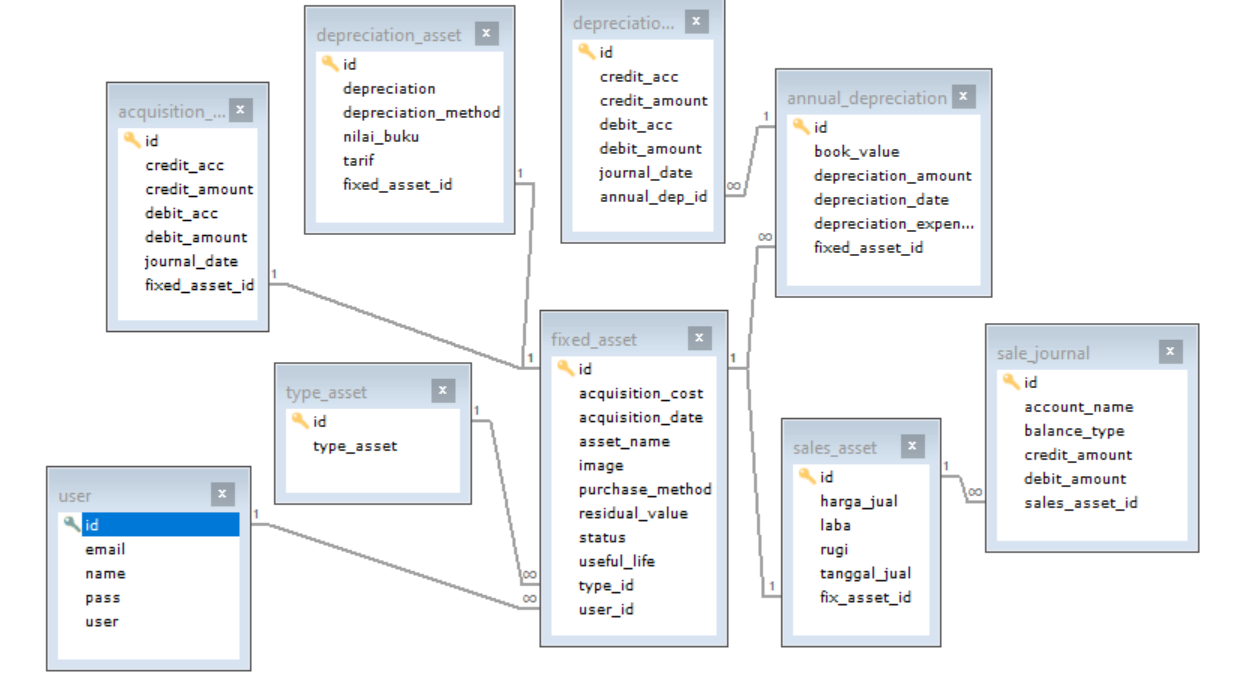 depreciation_asset
id
depreciation
depreciation_method
nilai_buku
tarif
fixed_asset_id
1
depreciatio...
id
credit_acc
credit_amount
debit_acc
debit_amount
journal_date
annual_dep_id
∞
1
annual_depreciation
id
book_value
depreciation_amount
depreciation_date
depreciation_expen...
fixed_asset_id
∞
acquisition_...
id
credit_acc
credit_amount
debit_acc
debit_amount
journal_date
fixed_asset_id
1
fixed_asset
id
acquisition_cost
acquisition_date
asset_name
image
purchase_method
residual_value
status
useful_life
type_id
user_id
1
1
∞
∞
type_asset
id
type_asset
1
user
id
email
name
pass
user
1
sales_asset
id
harga_jual
laba
rugi
tanggal_jual
fix_asset_id
1
1
sale_journal
id
account_name
balance_type
credit_amount
debit_amount
sales_asset_id
∞